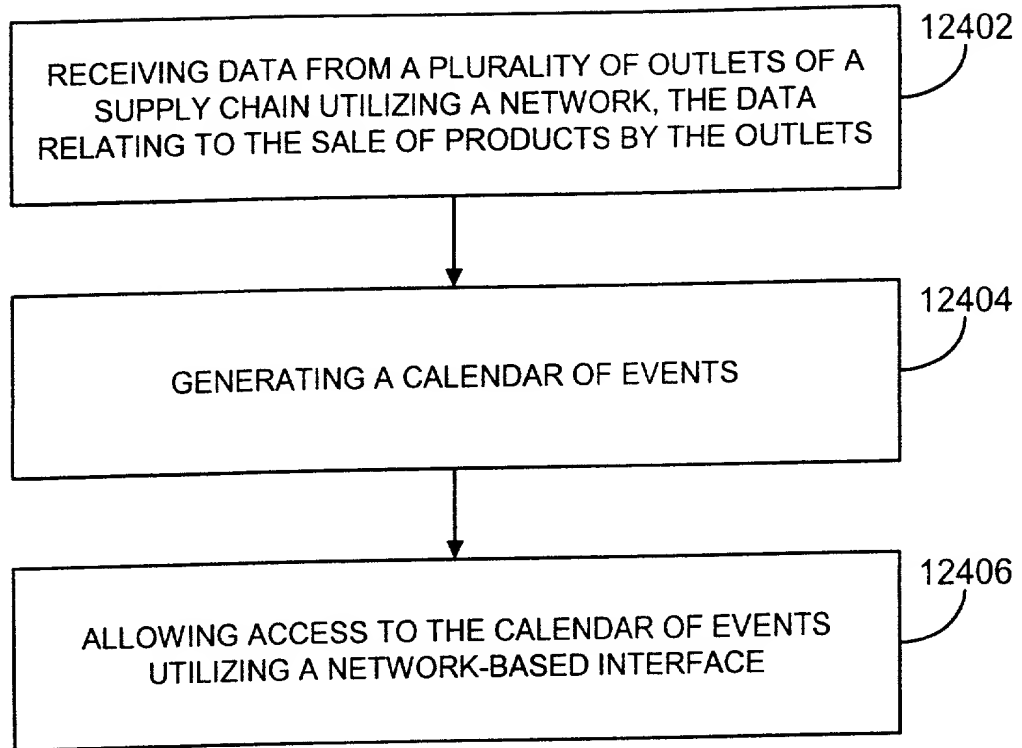 12402
RECEIVING DATA FROM A PLURALITY OF OUTLETS OF A
SUPPLY CHAIN UTILIZING A NETWORK, THE DATA
RELATING TO THE SALE OF PRODUCTS BY THE OUTLETS
12404
GENERATING A CALENDAR OF EVENTS
12406
ALLOWING ACCESS TO THE CALENDAR OF EVENTS
UTILIZING A NETWORK-BASED INTERFACE